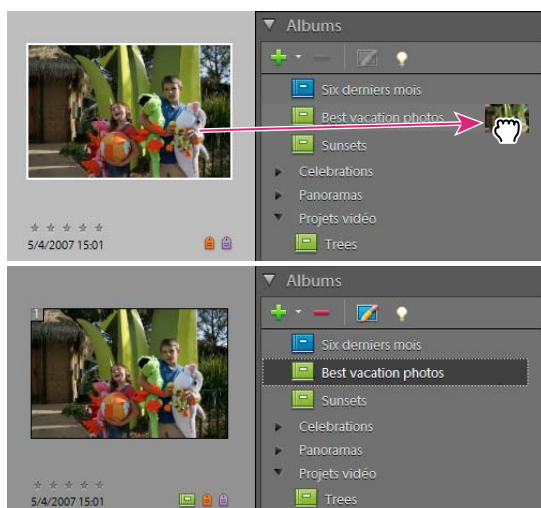 Albums
Six derniers mois
Best vacation photos
Sunsets
Celebrations
Panoramas
Projets vidéo
Trees
5/4/2007 15:01
Albums
1
Six derniers mois
Best vacation photos
Sunsets
Celebrations
Panoramas
Projets vidéo
Trees
5/4/2007 15:01